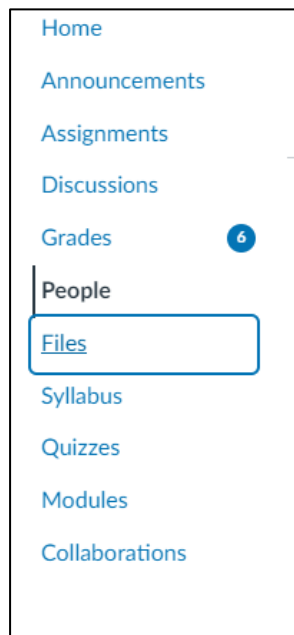 Home
Announcements
Assignments
Discussions
Grades 6
People
Files
Syllabus
Quizzes
Modules
Collaborations